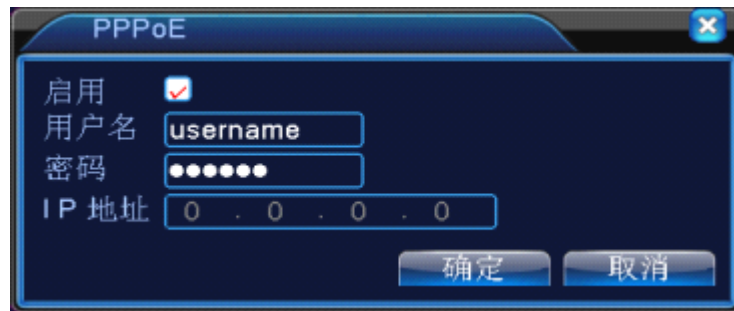 PPPoE
启用
用户名 username
密码 ●●●●●●
IP 地址 0 . 0 . 0 . 0
确定 取消